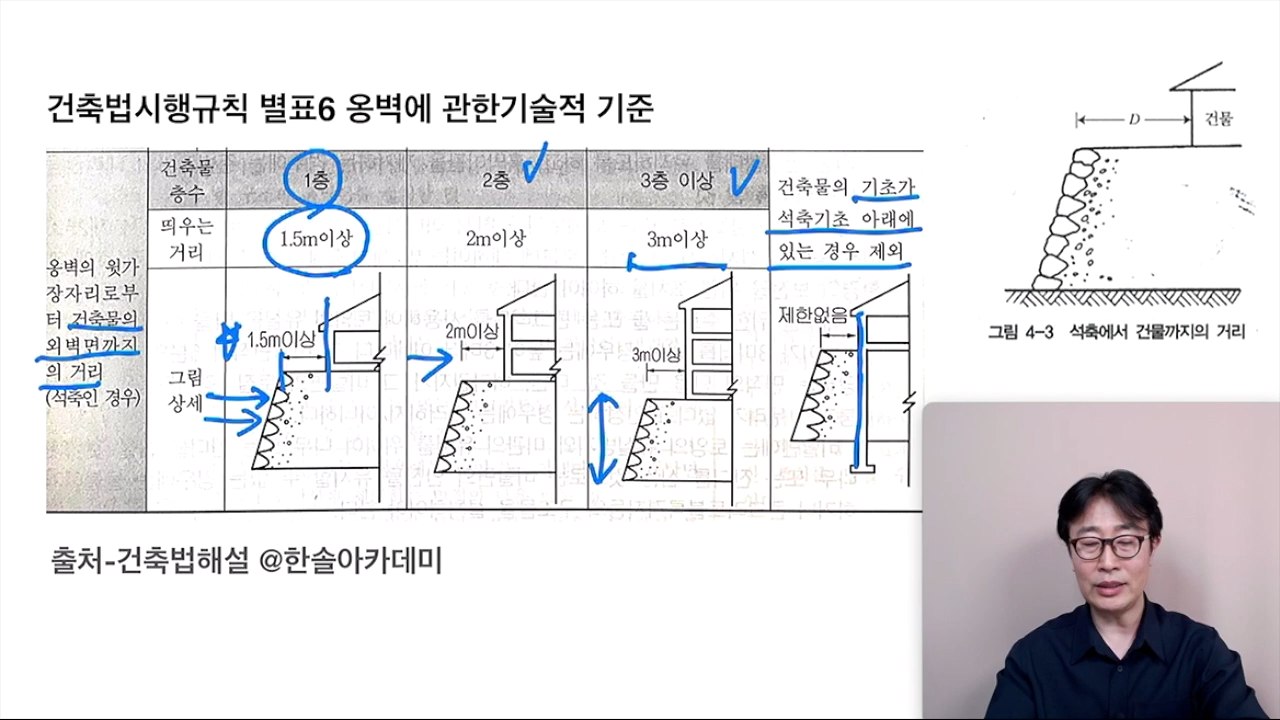 건축법시행규칙 별표6 옹벽에 관한기술적 기준
옹벽의 윗가
장자리로부
터 건축물의
외벽면까지
의 거리
(석축인 경우)
건축물
층수
1층
2층
3층 이상
띄우는
거리
1.5m이상
2m이상
3m이상
건축물의 기초가
석축기초 아래에
있는 경우 제외
그림
상세
1.5m이상
2m이상
3m이상
제한없음
D
건물
그림 4-3 석축에서 건물까지의 거리
출처-건축법해설 @한솔아카데미